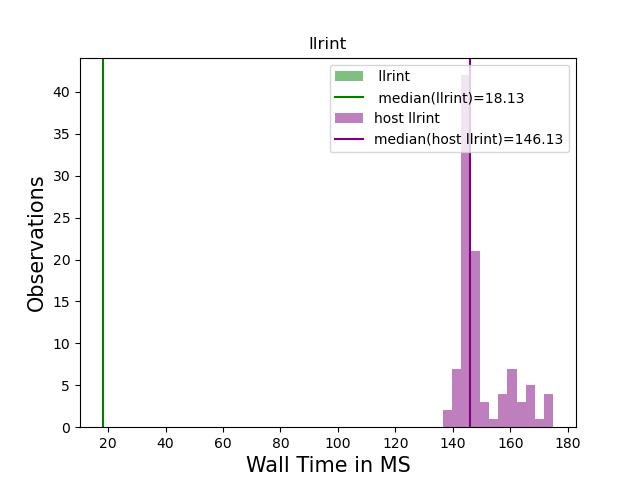 llrint
llrint
median(llrint)=18.13
host llrint
median(host llrint)=146.13
Observations
40
35
30
25
20
15
10
5
0
20 40 60 80 100 120 140 160 180
Wall Time in MS